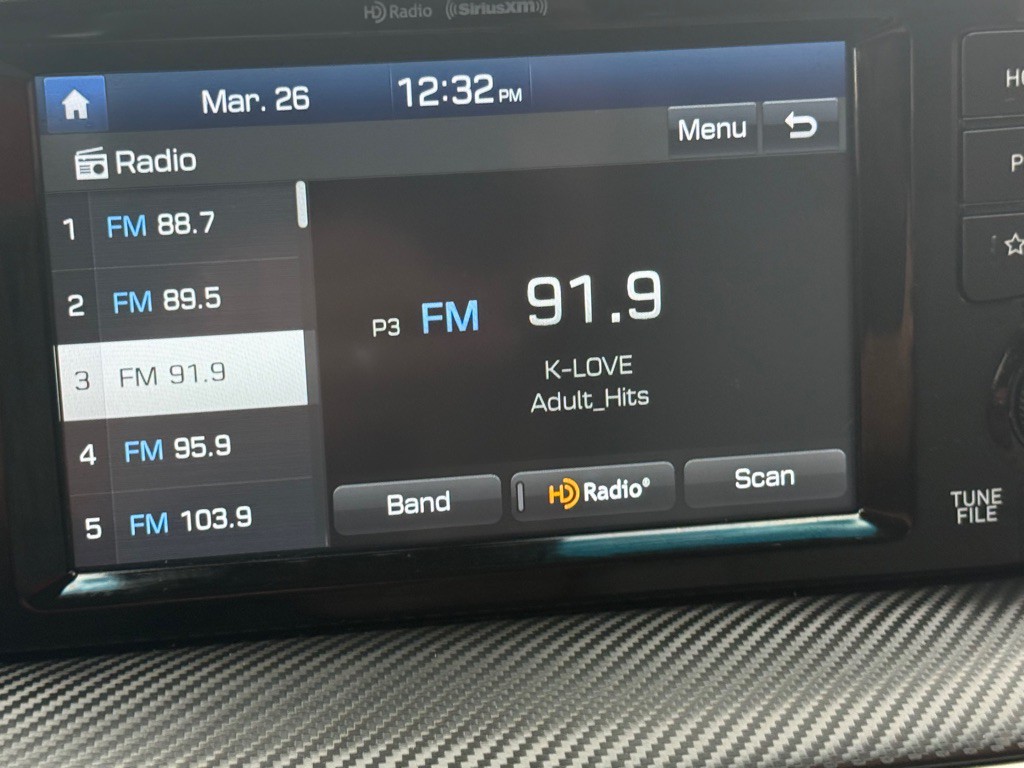 HD Radio ((SiriusXM))
Mar. 26 12:32 PM
Menu
Radio
1 FM 88.7
2 FM 89.5
3 FM 91.9
4 FM 95.9
5 FM 103.9
P3 FM 91.9
K-LOVE
Adult_Hits
Band
HD Radio®
Scan
TUNE
FILE